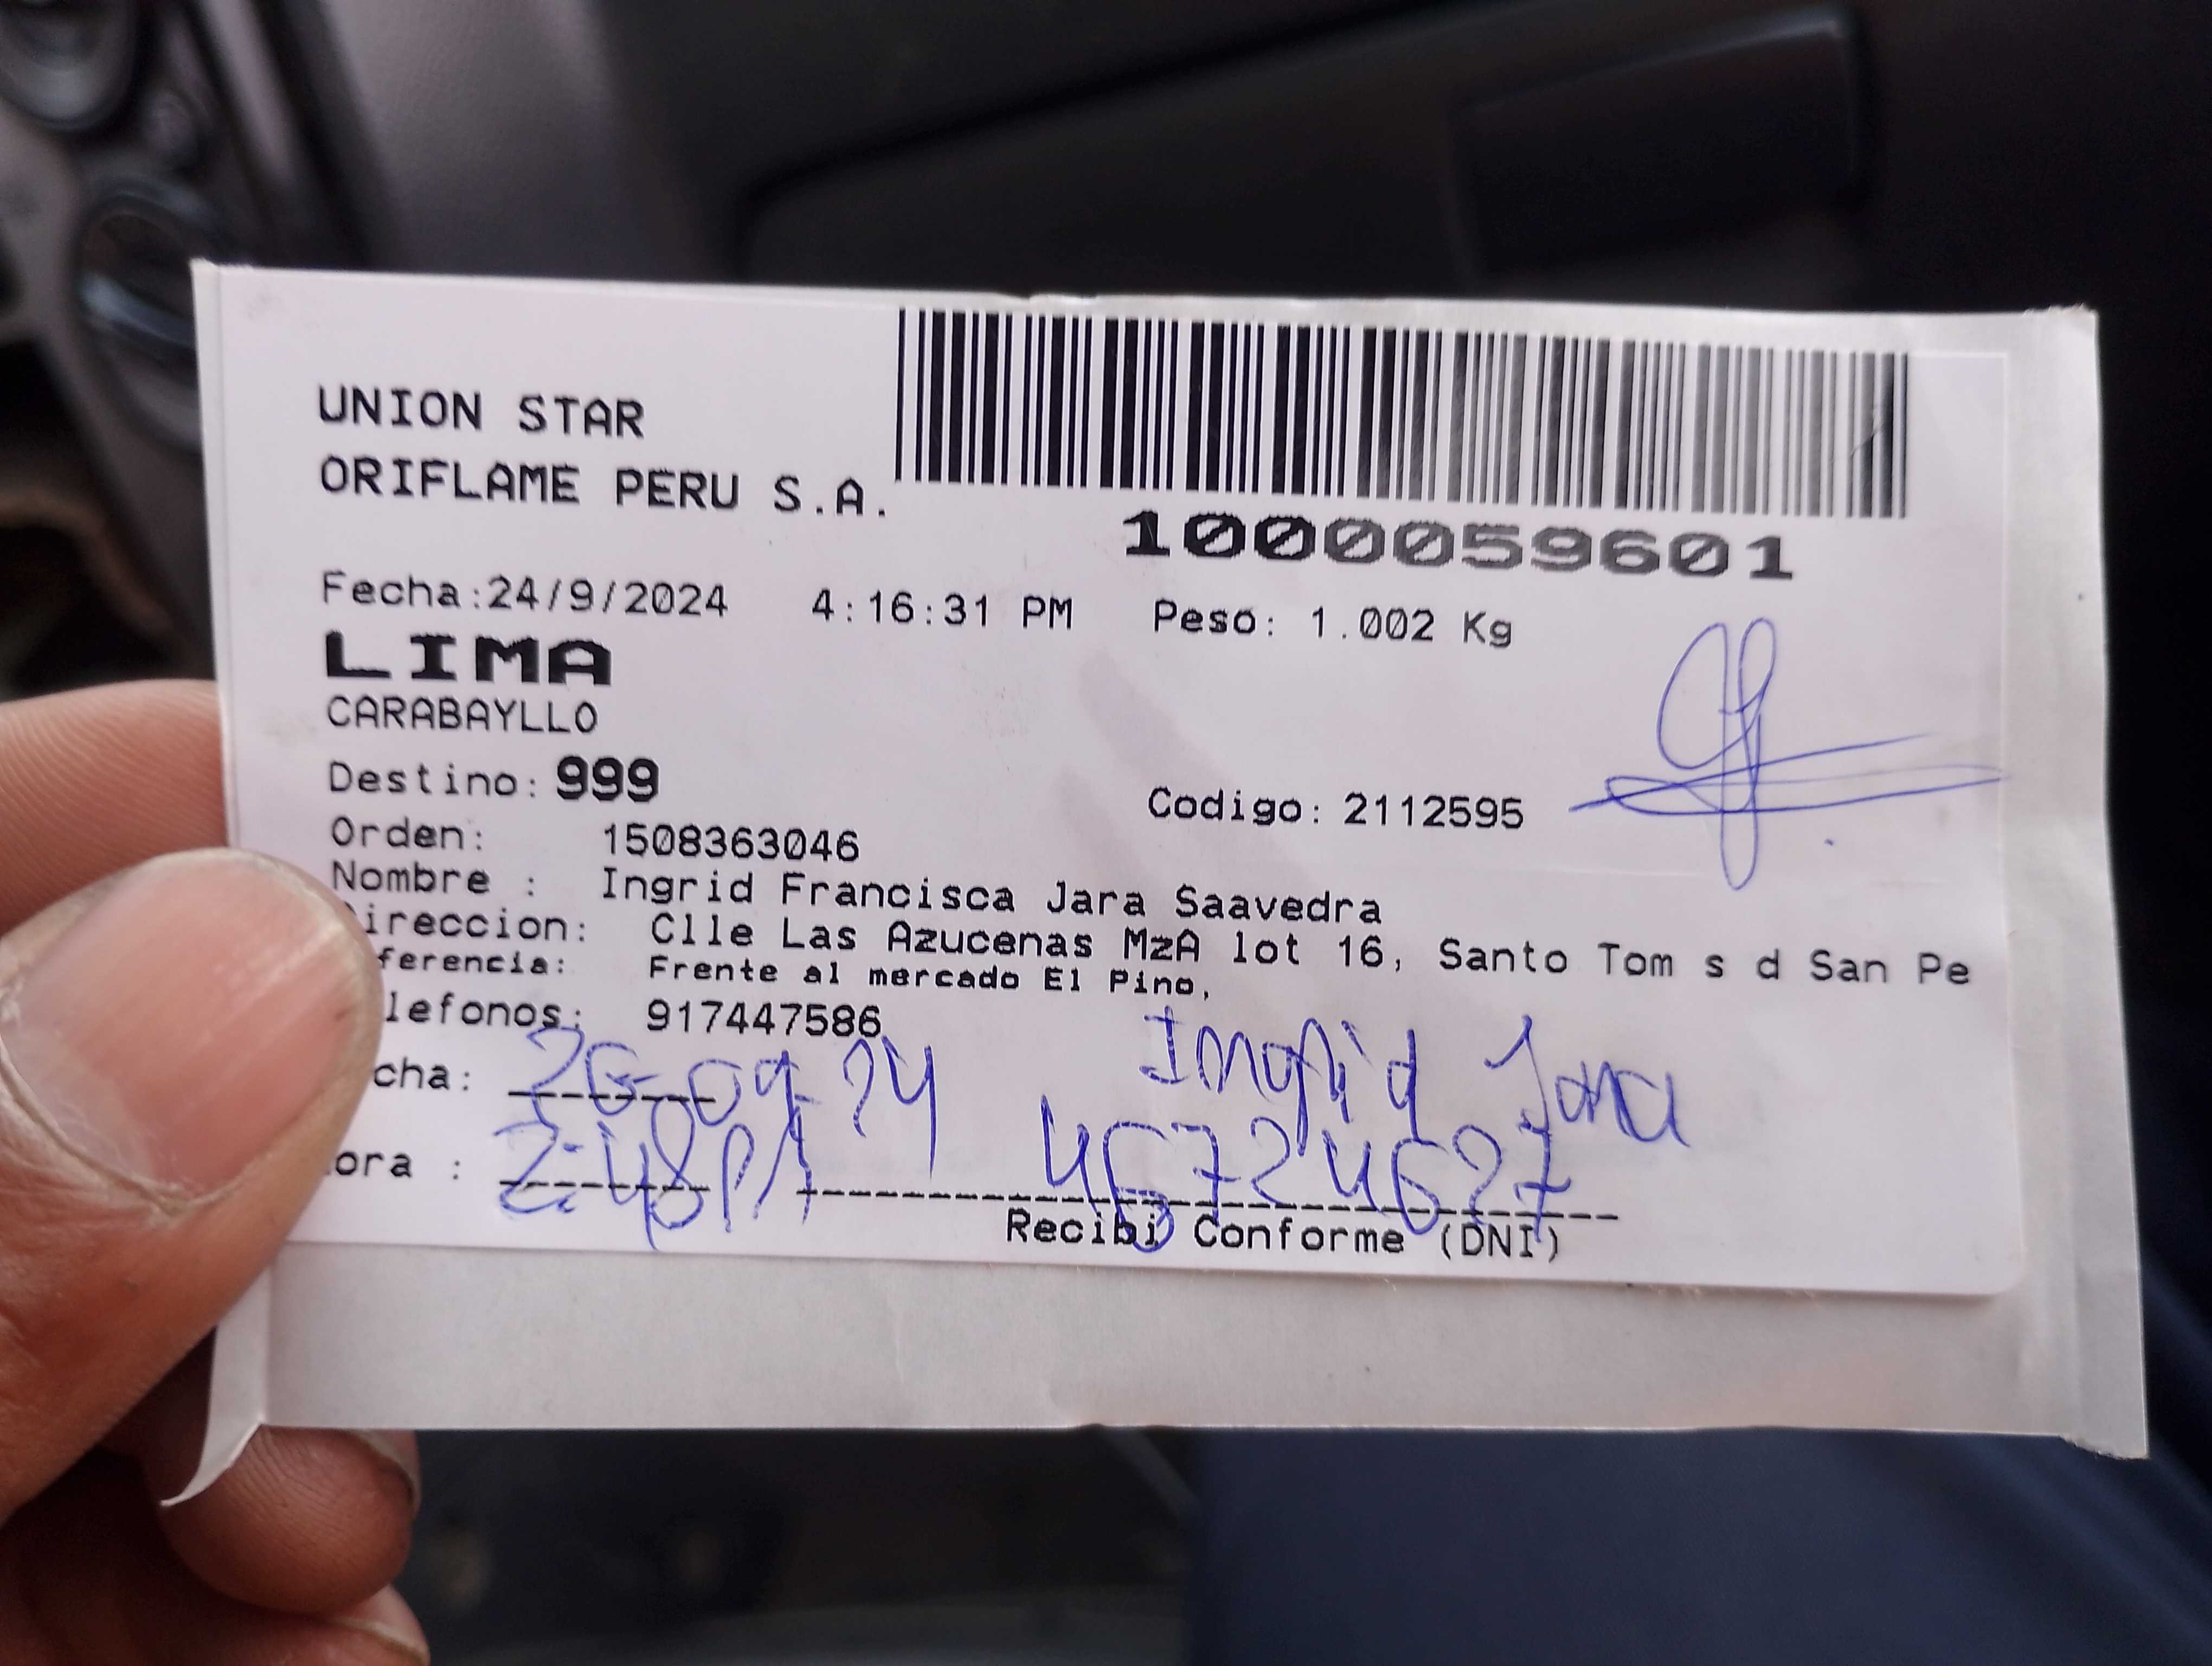 UNION STAR
ORIFLAME PERU S.A.
1000059601
Fecha:24/9/2024 4:16:31 PM Peso: 1.002 Kg
LIMA
CARABAYLLO
Destino: 999
Codigo: 2112595
Orden: 1508363046
Nombre : Ingrid Francisca Jara Saavedra
ireccion: Clle Las Azucenas MzA lot 16, Santo Tom s d San Pe
ferencia: Frente al mercado El Pino,
lefonos: 917447586
cha: 26-09-24 Ingrid Jara
ora : 2:48 PM 46724627
Recibi Conforme (DNI)